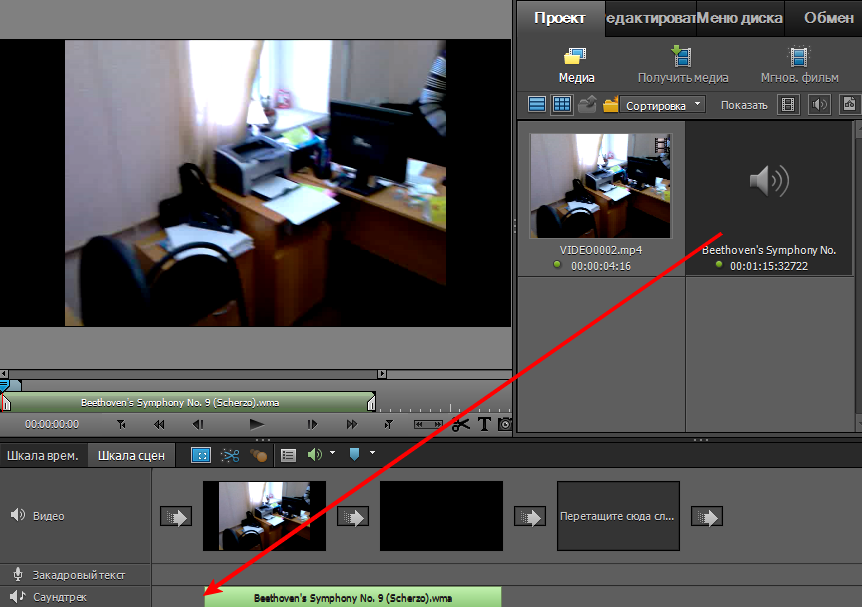 Проект
едактироват
Меню диска
Обмен
Медиа
Получить медиа
Мгнов. фильм
Сортировка
Показать
VIDEO0002.mp4
00:00:04:16
Beethoven's Symphony No.
00:01:15:32722
Beethoven's Symphony No. 9 (Scherzo).wma
00:00:00:00
T
Шкала врем.
Шкала сцен
Видео
Перетащите сюда сл...
Закадровый текст
Саундтрек
Beethoven's Symphony No. 9 (Scherzo).wma